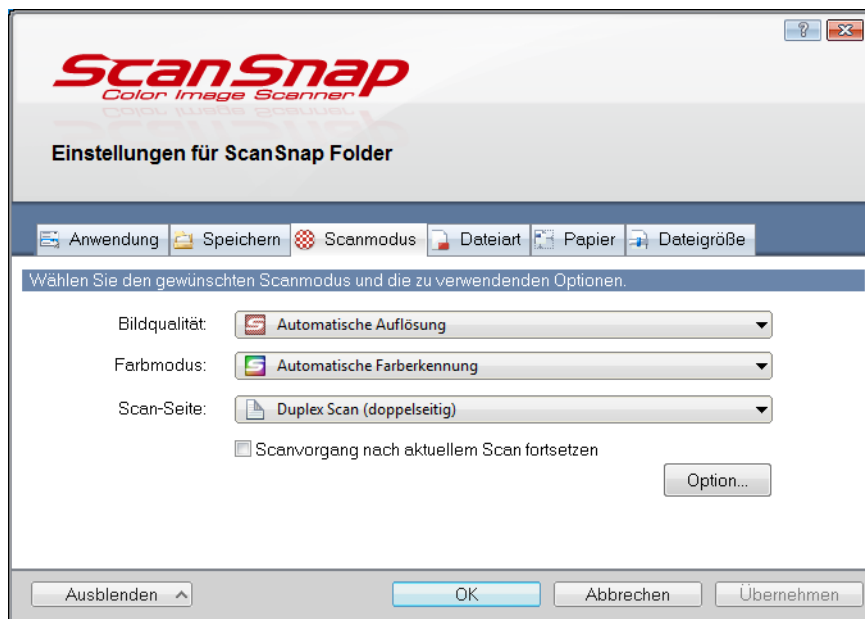 ScanSnap
Color Image Scanner
Einstellungen für ScanSnap Folder
Anwendung Speichern Scanmodus Dateiart Papier Dateigröße
Wählen Sie den gewünschten Scanmodus und die zu verwendenden Optionen.
Bildqualität: Automatische Auflösung
Farbmodus: Automatische Farberkennung
Scan-Seite: Duplex Scan (doppelseitig)
Scanvorgang nach aktuellem Scan fortsetzen
Option...
Ausblenden OK Abbrechen Übernehmen